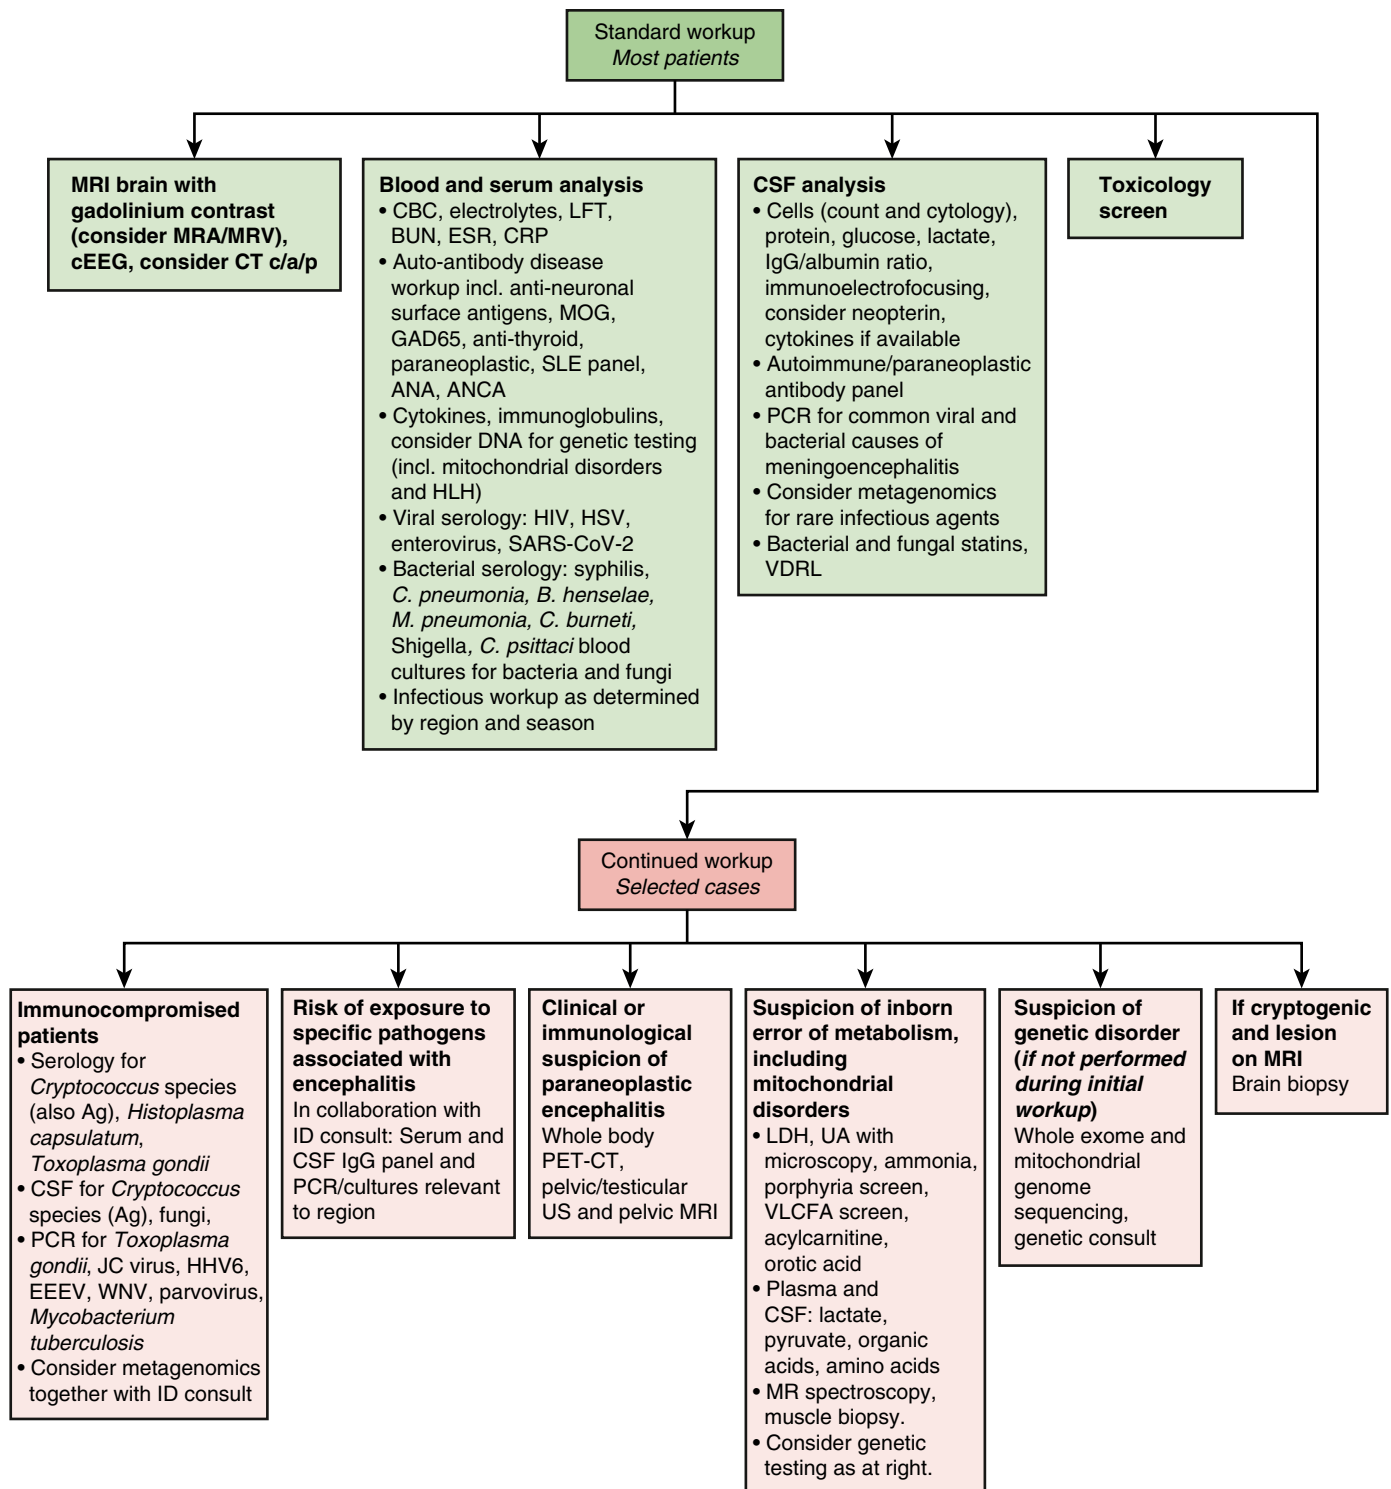 Standard workup
Most patients
MRI brain with
gadolinium contrast
(consider MRA/MRV),
cEEG, consider CT c/a/p
Blood and serum analysis
• CBC, electrolytes, LFT,
BUN, ESR, CRP
• Auto-antibody disease
workup incl. anti-neuronal
surface antigens, MOG,
GAD65, anti-thyroid,
paraneoplastic, SLE panel,
ANA, ANCA
• Cytokines, immunoglobulins,
consider DNA for genetic testing
(incl. mitochondrial disorders
and HLH)
• Viral serology: HIV, HSV,
enterovirus, SARS-CoV-2
• Bacterial serology: syphilis,
C. pneumonia, B. henselae,
M. pneumonia, C. burneti,
Shigella, C. psittaci blood
cultures for bacteria and fungi
• Infectious workup as determined
by region and season
CSF analysis
• Cells (count and cytology),
protein, glucose, lactate,
IgG/albumin ratio,
immunoelectrofocusing,
consider neopterin,
cytokines if available
• Autoimmune/paraneoplastic
antibody panel
• PCR for common viral and
bacterial causes of
meningoencephalitis
• Consider metagenomics
for rare infectious agents
• Bacterial and fungal statins,
VDRL
Toxicology
screen
Continued workup
Selected cases
Immunocompromised
patients
• Serology for
Cryptococcus species
(also Ag), Histoplasma
capsulatum,
Toxoplasma gondii
• CSF for Cryptococcus
species (Ag), fungi,
• PCR for Toxoplasma
gondii, JC virus, HHV6,
EEEV, WNV, parvovirus,
Mycobacterium
tuberculosis
• Consider metagenomics
together with ID consult
Risk of exposure to
specific pathogens
associated with
encephalitis
In collaboration with
ID consult: Serum and
CSF IgG panel and
PCR/cultures relevant
to region
Clinical or
immunological
suspicion of
paraneoplastic
encephalitis
Whole body
PET-CT,
pelvic/testicular
US and pelvic MRI
Suspicion of inborn
error of metabolism,
including
mitochondrial
disorders
• LDH, UA with
microscopy, ammonia,
porphyria screen,
VLCFA screen,
acylcarnitine,
orotic acid
• Plasma and
CSF: lactate,
pyruvate, organic
acids, amino acids
• MR spectroscopy,
muscle biopsy.
• Consider genetic
testing as at right.
Suspicion of
genetic disorder
(if not performed
during initial
workup)
Whole exome and
mitochondrial
genome
sequencing,
genetic consult
If cryptogenic
and lesion
on MRI
Brain biopsy